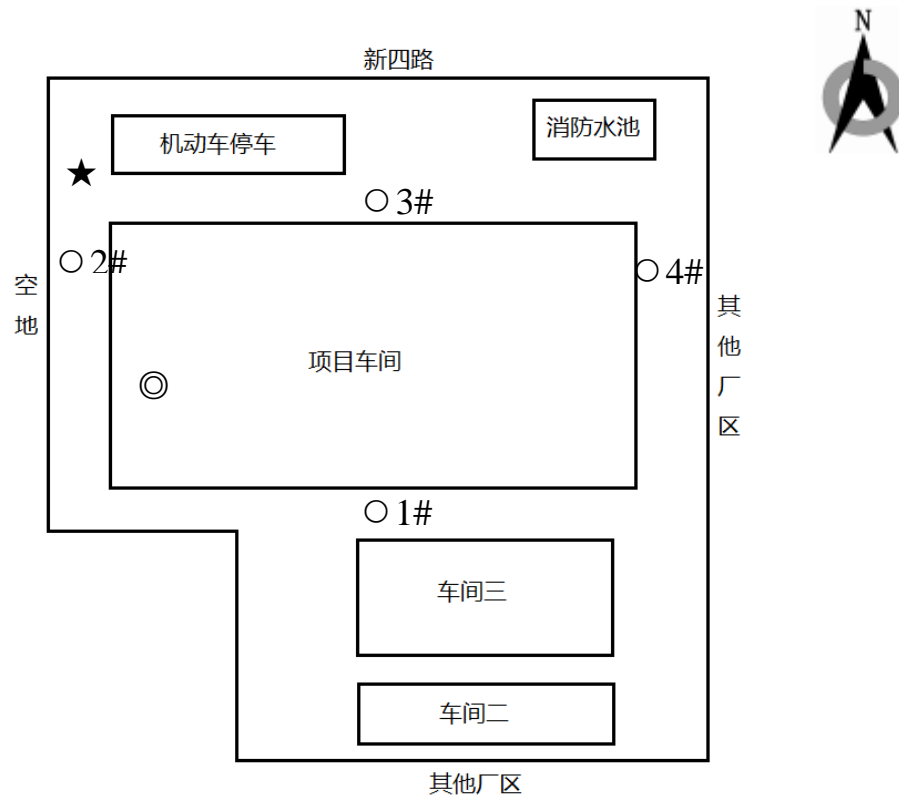 N
新四路
机动车停车
消防水池
★
○3#
○2#
○4#
空地
其他厂区
项目车间
◎
○1#
车间三
车间二
其他厂区